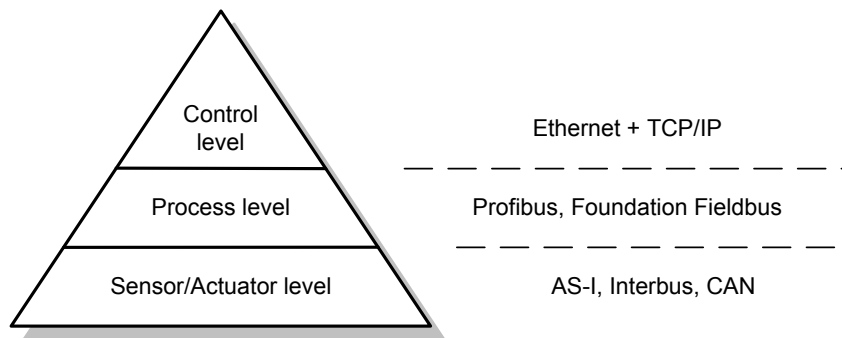 Control
level
Ethernet + TCP/IP
Process level
Profibus, Foundation Fieldbus
Sensor/Actuator level
AS-I, Interbus, CAN